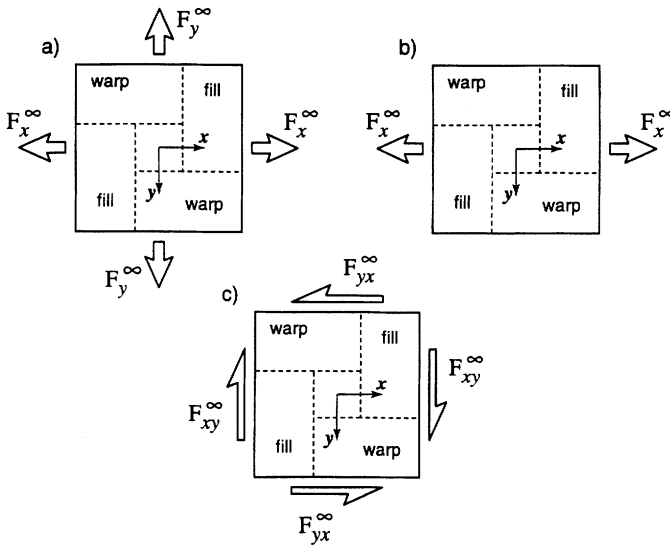 a)
F_y^∞
warp
fill
F_x^∞
F_x^∞
x
y
fill
warp
F_y^∞
b)
warp
fill
F_x^∞
F_x^∞
x
y
fill
warp
c)
F_yx^∞
warp
fill
F_xy^∞
F_xy^∞
x
y
fill
warp
F_yx^∞